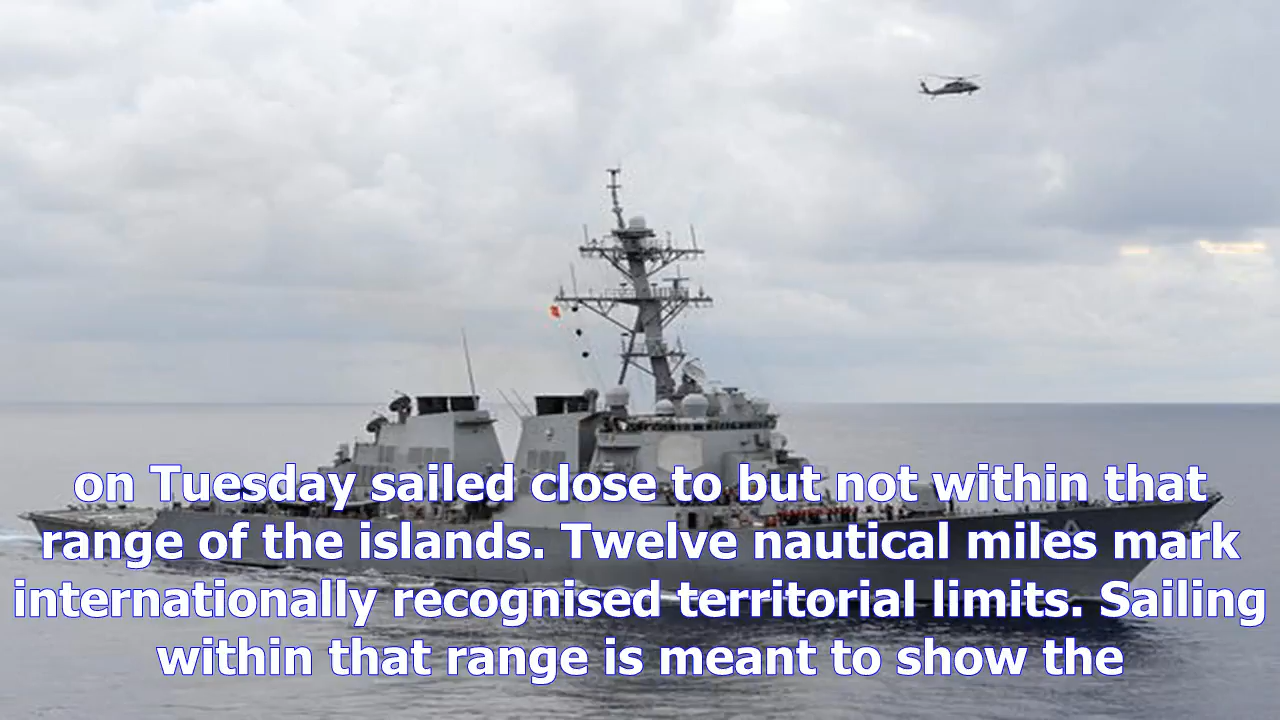 on Tuesday sailed close to but not within that
range of the islands. Twelve nautical miles mark
internationally recognised territorial limits. Sailing
within that range is meant to show the